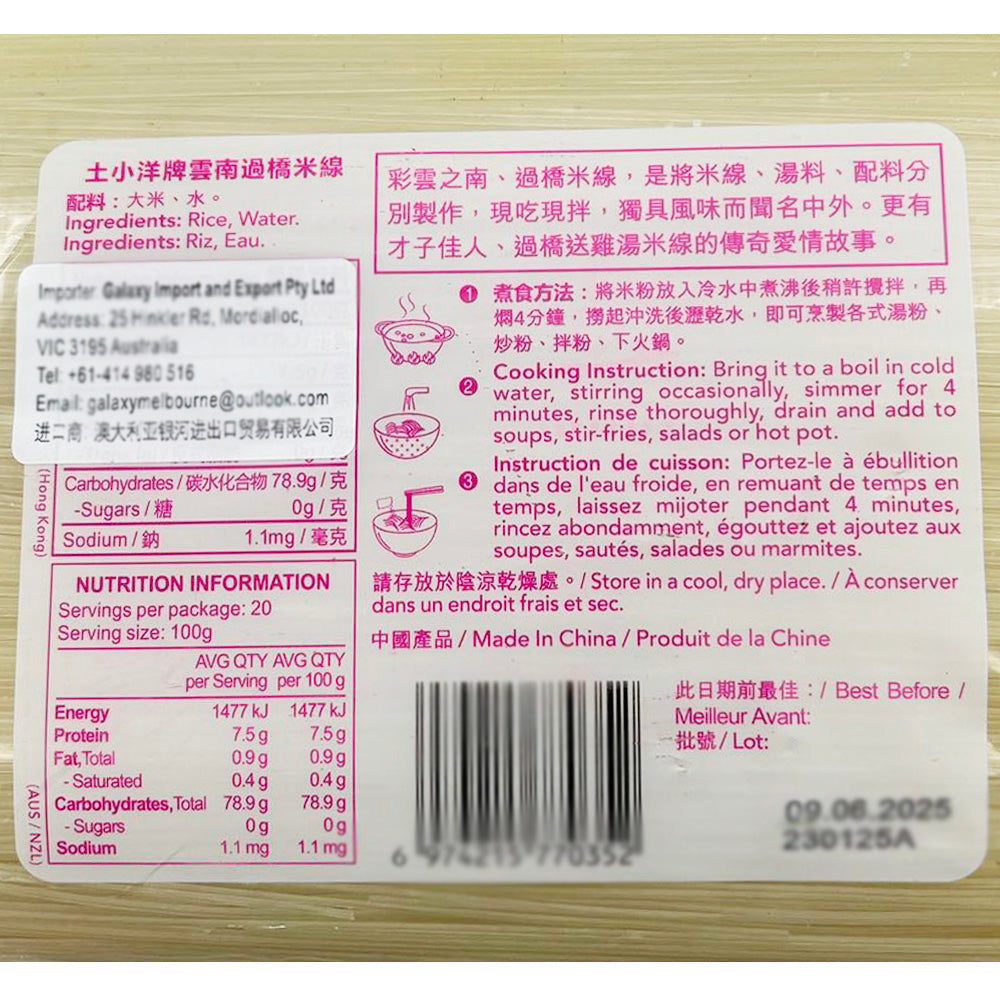 土小洋牌雲南過橋米線
配料：大米、水。
Ingredients: Rice, Water.
Ingredients: Riz, Eau.
Importer Galaxy Import and Export Pty Ltd
Address: 25 Hinkler Rd, Mordialloc,
VIC 3195 Australia
Tel: +61-414 980 516
Email: galaxymelbourne@outlook.com
进口商: 澳大利亚银河进出口贸易有限公司
Carbohydrates / 碳水化合物 78.9g / 克
-Sugars / 糖 0g / 克
Sodium / 鈉 1.1mg / 毫克
(Hong Kong)
NUTRITION INFORMATION
Servings per package: 20
Serving size: 100g
AVG QTY AVG QTY
per Serving per 100 g
Energy 1477 kJ 1477 kJ
Protein 7.5 g 7.5 g
Fat,Total 0.9 g 0.9 g
- Saturated 0.4 g 0.4 g
Carbohydrates,Total 78.9 g 78.9 g
- Sugars 0 g 0 g
Sodium 1.1 mg 1.1 mg
(AUS / NZL)
彩雲之南、過橋米線，是將米線、湯料、配料分
別製作，現吃現拌，獨具風味而聞名中外。更有
才子佳人、過橋送雞湯米線的傳奇愛情故事。
1 煮食方法：將米粉放入冷水中煮沸後稍許攪拌，再
燜4分鐘，撈起沖洗後瀝乾水，即可烹製各式湯粉、
炒粉、拌粉、下火鍋。
Cooking Instruction: Bring it to a boil in cold
2 water, stirring occasionally, simmer for 4
minutes, rinse thoroughly, drain and add to
soups, stir-fries, salads or hot pot.
Instruction de cuisson: Portez-le à ébullition
3 dans de l'eau froide, en remuant de temps en
temps, laissez mijoter pendant 4 minutes,
rincez abondamment, égouttez et ajoutez aux
soupes, sautés, salades ou marmites.
請存放於陰涼乾燥處。/ Store in a cool, dry place. / À conserver
dans un endroit frais et sec.
中國產品 / Made In China / Produit de la Chine
此日期前最佳：/ Best Before /
Meilleur Avant:
批號 / Lot:
09.06.2025
230125A
6 974215 770352